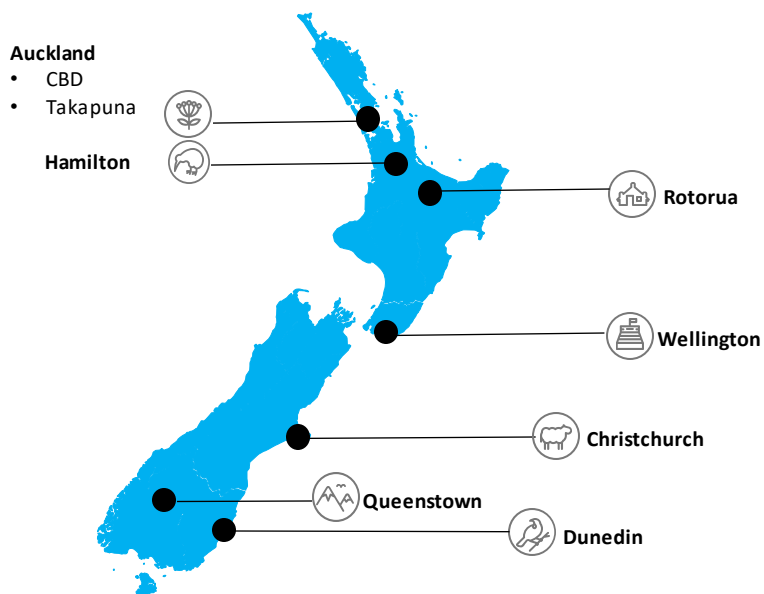 Auckland
• CBD
• Takapuna
Hamilton
Rotorua
Wellington
Christchurch
Queenstown
Dunedin